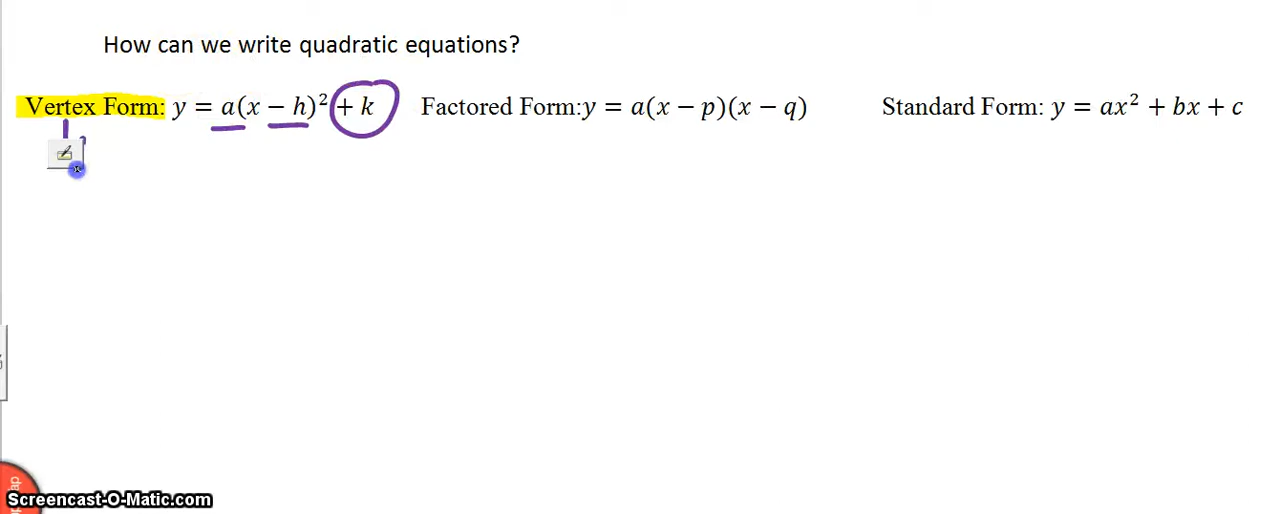 How can we write quadratic equations?
Vertex Form: y = a(x − h)² + k Factored Form:y = a(x − p)(x − q) Standard Form: y = ax² + bx + c
Screencast-O-Matic.com